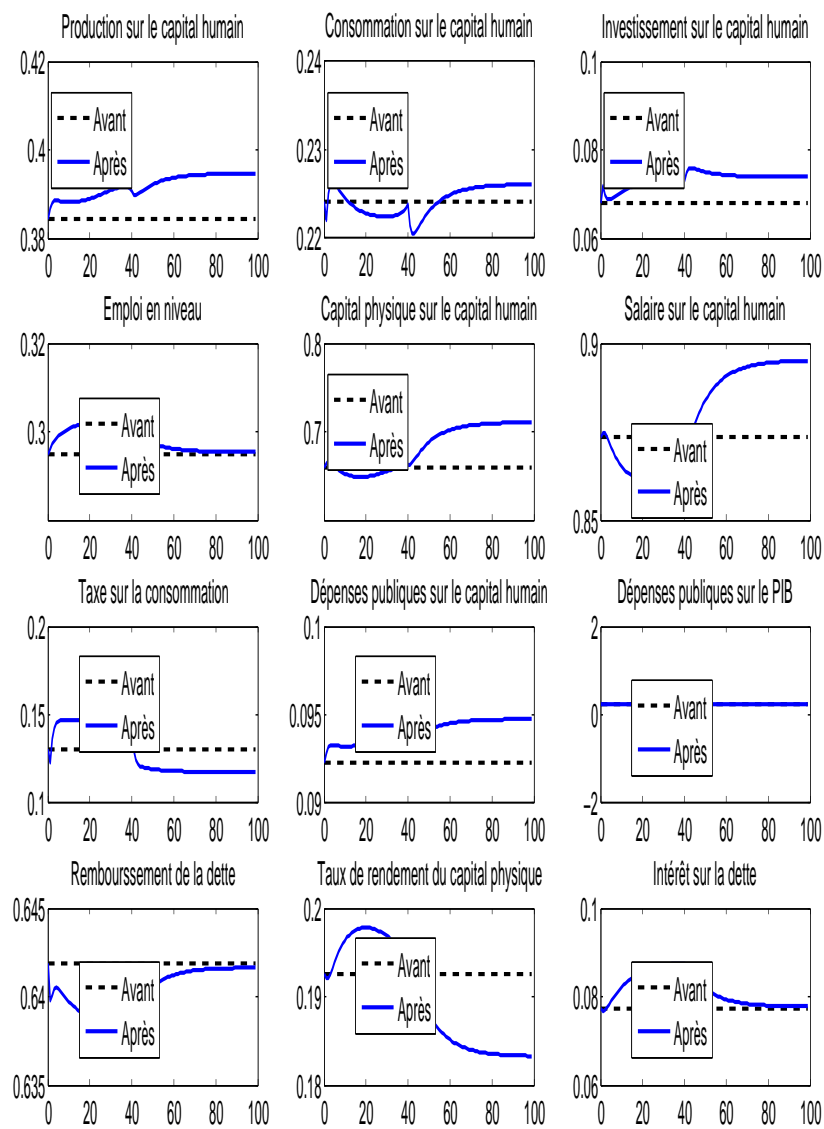 Production sur le capital humain
0.42
0.4
0.38
Avant
Après
0 20 40 60 80 100
Consommation sur le capital humain
0.24
0.23
0.22
Avant
Après
0 20 40 60 80 100
Investissement sur le capital humain
0.1
0.08
0.06
Avant
Après
0 20 40 60 80 100
Emploi en niveau
0.32
0.3
Avant
Après
0 20 40 60 80 100
Capital physique sur le capital humain
0.8
0.7
Avant
Après
0 20 40 60 80 100
Salaire sur le capital humain
0.9
0.85
Avant
Après
0 20 40 60 80 100
Taxe sur la consommation
0.2
0.15
0.1
Avant
Après
0 20 40 60 80 100
Dépenses publiques sur le capital humain
0.1
0.095
0.09
Avant
Après
0 20 40 60 80 100
Dépenses publiques sur le PIB
2
0
−2
Avant
Après
0 20 40 60 80 100
Rembourssement de la dette
0.645
0.64
0.635
Avant
Après
0 20 40 60 80 100
Taux de rendement du capital physique
0.2
0.19
0.18
Avant
Après
0 20 40 60 80 100
Intérêt sur la dette
0.1
0.08
0.06
Avant
Après
0 20 40 60 80 100